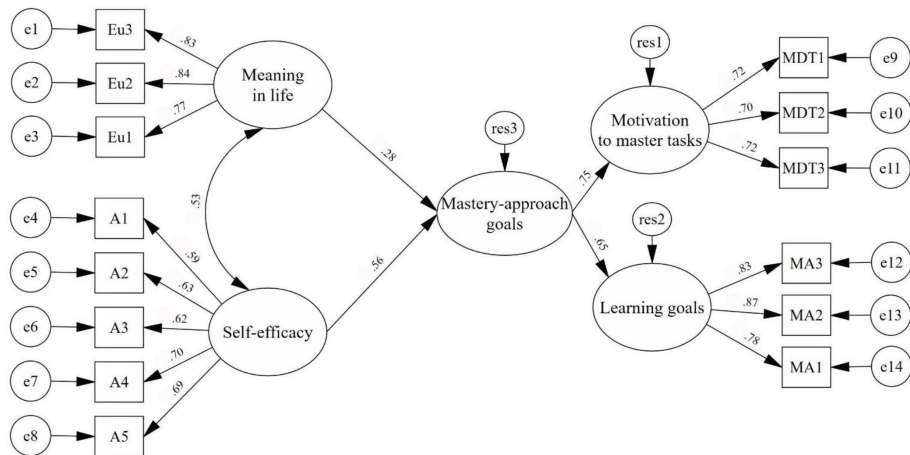 e1
Eu3
.83
e2
Eu2
.84
e3
Eu1
.77
Meaning
in life
.53
.28
e4
A1
.59
e5
A2
.63
e6
A3
.62
e7
A4
.70
e8
A5
.69
Self-efficacy
.56
res3
Mastery-approach
goals
.75
.65
res1
Motivation
to master tasks
.72
MDT1
e9
.70
MDT2
e10
.72
MDT3
e11
res2
Learning goals
.83
MA3
e12
.87
MA2
e13
.78
MA1
e14